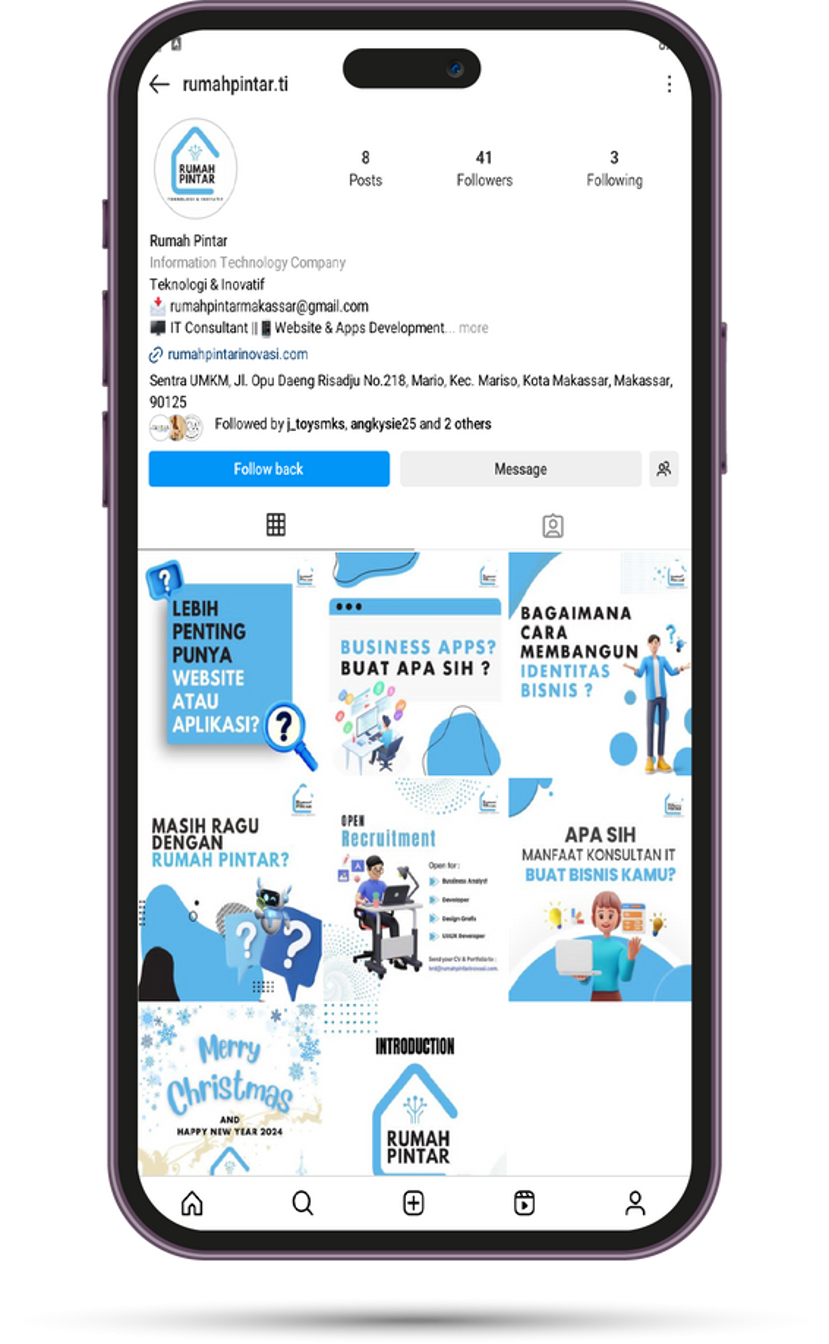 rumahpintar.ti
RUMAH
PINTAR
8
Posts
41
Followers
3
Following
Rumah Pintar
Information Technology Company
Teknologi & Inovatif
rumahpintarmakassar@gmail.com
IT Consultant || Website & Apps Development... more
rumahpintarinovasi.com
Sentra UMKM, Jl. Opu Daeng Risadju No.218, Mario, Kec. Mariso, Kota Makassar, Makassar,
90125
Followed by j_toysmks, angkysie25 and 2 others
Follow back
Message
LEBIH
PENTING
PUNYA
WEBSITE
ATAU
APLIKASI?
BUSINESS APPS?
BUAT APA SIH ?
BAGAIMANA
CARA
MEMBANGUN
IDENTITAS
BISNIS ?
MASIH RAGU
DENGAN
RUMAH PINTAR?
OPEN
Recruitment
Open for :
Business Analyst
Developer
Design Grafis
UI/UX Developer
Send your CV & Portfolio to :
hrd@rumahpintarinovasi.com
APA SIH
MANFAAT KONSULTAN IT
BUAT BISNIS KAMU?
Merry
Christmas
AND
HAPPY NEW YEAR 2024
INTRODUCTION
RUMAH
PINTAR